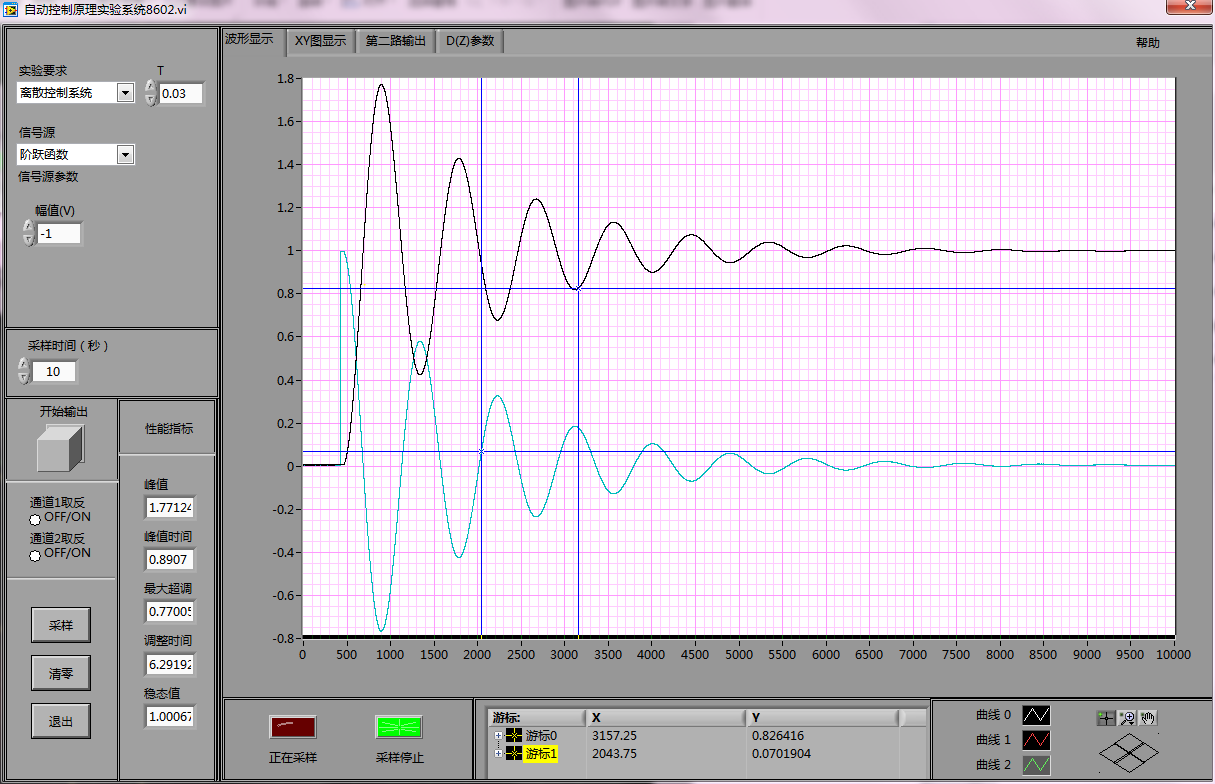 自动控制原理实验系统8602.vi
波形显示 XY图显示 第二路输出 D(Z)参数 帮助
实验要求 T
离散控制系统 0.03
信号源
阶跃函数
信号源参数
幅值(V)
-1
采样时间（秒）
10
开始输出
性能指标
通道1取反
OFF/ON
通道2取反
OFF/ON
采样
清零
退出
峰值
1.77124
峰值时间
0.8907
最大超调
0.77005
调整时间
6.29192
稳态值
1.00067
1.8
1.6
1.4
1.2
1
0.8
0.6
0.4
0.2
0
-0.2
-0.4
-0.6
-0.8
0 500 1000 1500 2000 2500 3000 3500 4000 4500 5000 5500 6000 6500 7000 7500 8000 8500 9000 9500 10000
正在采样 采样停止
游标: X Y
游标0 3157.25 0.826416
游标1 2043.75 0.0701904
曲线 0
曲线 1
曲线 2